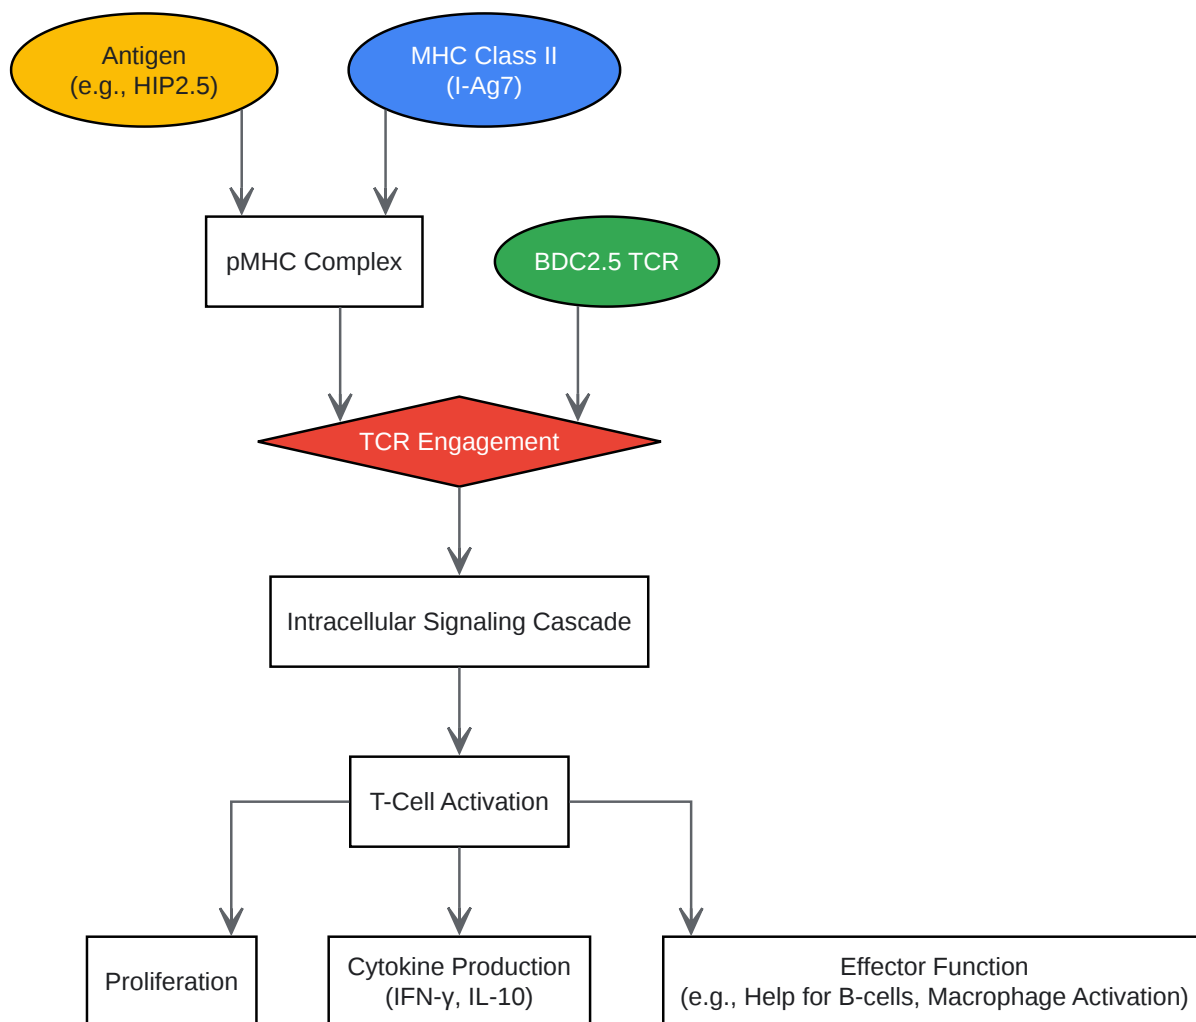 Antigen
(e.g., HIP2.5)
MHC Class II
(I-Ag7)
pMHC Complex
BDC2.5 TCR
TCR Engagement
Intracellular Signaling Cascade
T-Cell Activation
Proliferation
Cytokine Production
(IFN-γ, IL-10)
Effector Function
(e.g., Help for B-cells, Macrophage Activation)